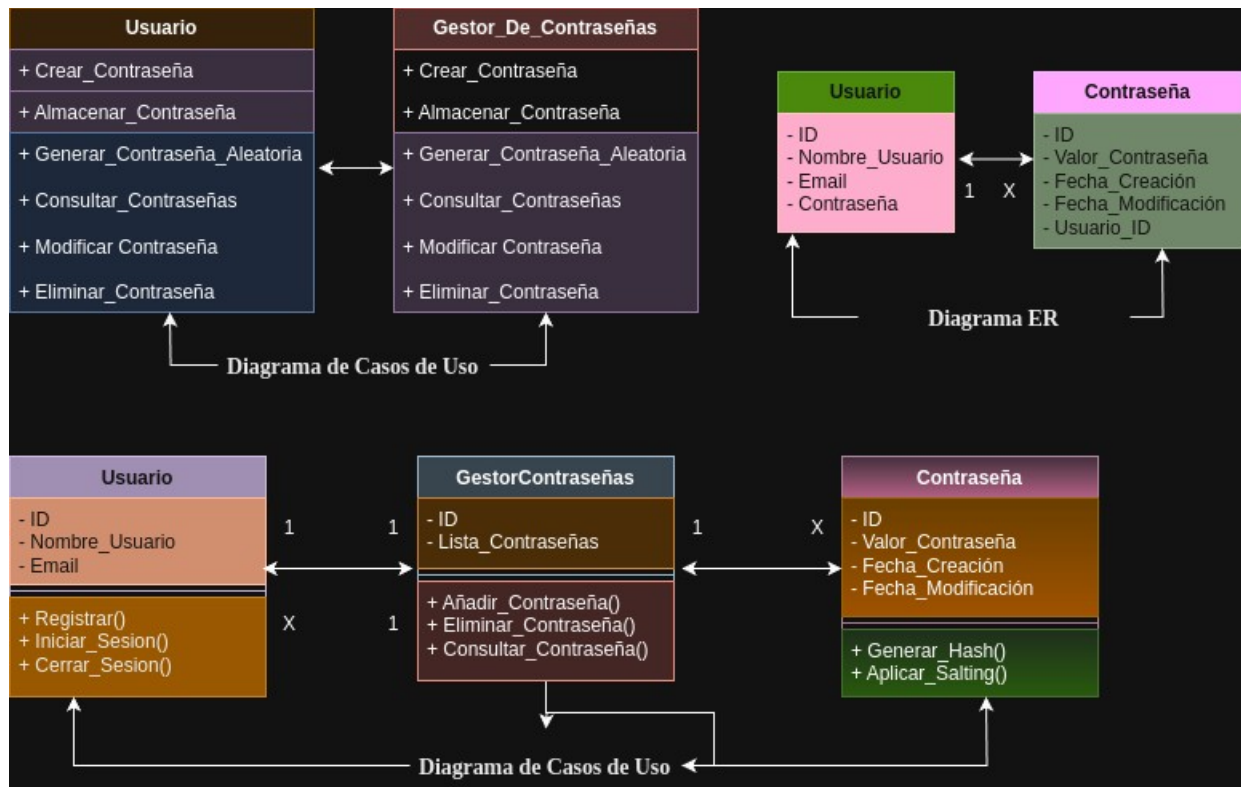 Usuario
+ Crear_Contraseña
+ Almacenar_Contraseña
+ Generar_Contraseña_Aleatoria
+ Consultar_Contraseñas
+ Modificar Contraseña
+ Eliminar_Contraseña
Gestor_De_Contraseñas
+ Crear_Contraseña
+ Almacenar_Contraseña
+ Generar_Contraseña_Aleatoria
+ Consultar_Contraseñas
+ Modificar Contraseña
+ Eliminar_Contraseña
Diagrama de Casos de Uso
Usuario
- ID
- Nombre_Usuario
- Email
- Contraseña
1 X
Contraseña
- ID
- Valor_Contraseña
- Fecha_Creación
- Fecha_Modificación
- Usuario_ID
Diagrama ER
Usuario
- ID
- Nombre_Usuario
- Email
+ Registrar()
+ Iniciar_Sesion()
+ Cerrar_Sesion()
1 1
X 1
GestorContraseñas
- ID
- Lista_Contraseñas
+ Añadir_Contraseña()
+ Eliminar_Contraseña()
+ Consultar_Contraseña()
1 X
Contraseña
- ID
- Valor_Contraseña
- Fecha_Creación
- Fecha_Modificación
+ Generar_Hash()
+ Aplicar_Salting()
Diagrama de Casos de Uso